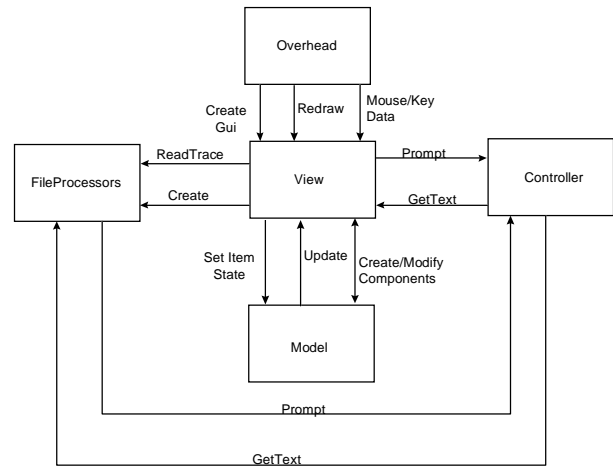 Overhead
Create
Gui
Redraw
Mouse/Key
Data
ReadTrace
Prompt
FileProcessors
View
Controller
Create
GetText
Set Item
State
Update
Create/Modify
Components
Model
Prompt
GetText